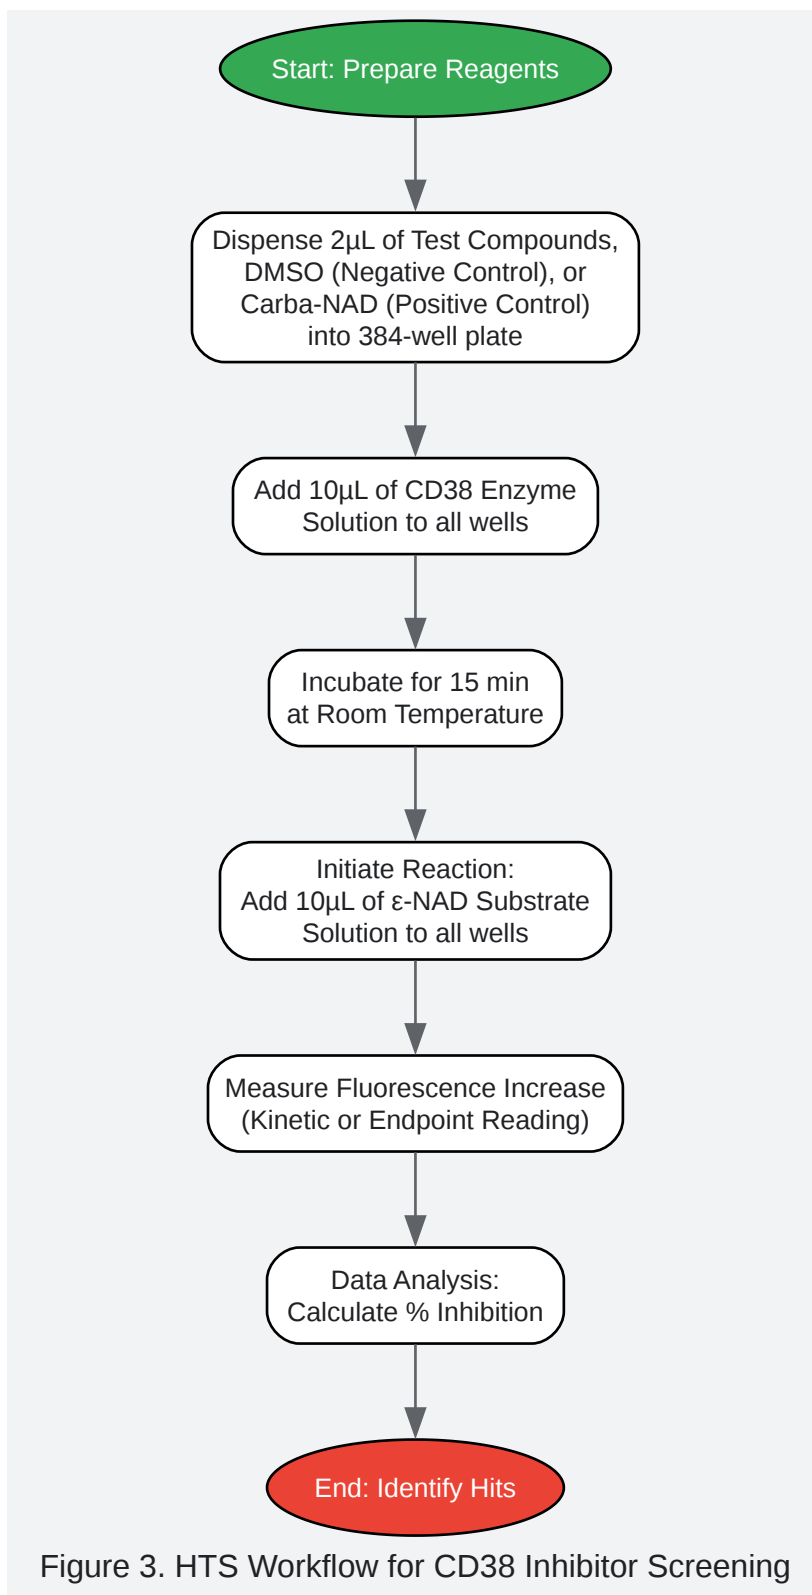 Start: Prepare Reagents
Dispense 2µL of Test Compounds,
DMSO (Negative Control), or
Carba-NAD (Positive Control)
into 384-well plate
Add 10µL of CD38 Enzyme
Solution to all wells
Incubate for 15 min
at Room Temperature
Initiate Reaction:
Add 10µL of ε-NAD Substrate
Solution to all wells
Measure Fluorescence Increase
(Kinetic or Endpoint Reading)
Data Analysis:
Calculate % Inhibition
End: Identify Hits
Figure 3. HTS Workflow for CD38 Inhibitor Screening